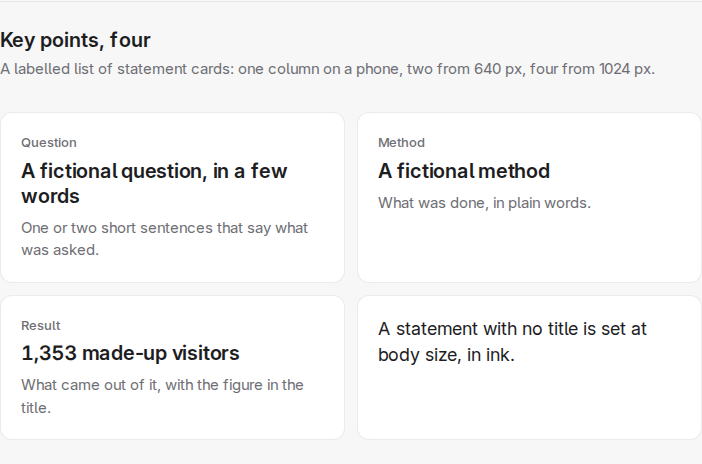 Key points, four
A labelled list of statement cards: one column on a phone, two from 640 px, four from 1024 px.
Question
A fictional question, in a few
words
One or two short sentences that say what
was asked.
Method
A fictional method
What was done, in plain words.
Result
1,353 made-up visitors
What came out of it, with the figure in the
title.
A statement with no title is set at
body size, in ink.